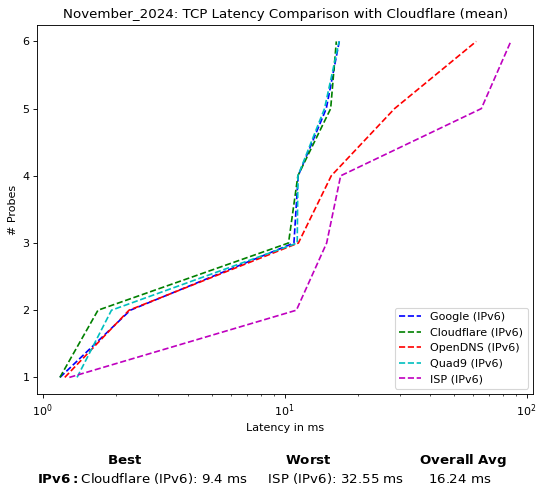 November_2024: TCP Latency Comparison with Cloudflare (mean)
# Probes
6
5
4
3
2
1
Google (IPv6)
Cloudflare (IPv6)
OpenDNS (IPv6)
Quad9 (IPv6)
ISP (IPv6)
10⁰ 10¹ 10²
Latency in ms
Best Worst Overall Avg
IPv6: Cloudflare (IPv6): 9.4 ms ISP (IPv6): 32.55 ms 16.24 ms